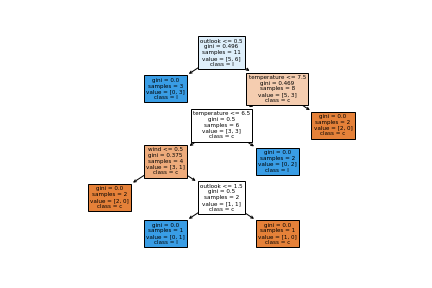 outlook <= 0.5
gini = 0.496
samples = 11
value = [5, 6]
class = l
gini = 0.0
samples = 3
value = [0, 3]
class = l
temperature <= 7.5
gini = 0.469
samples = 8
value = [5, 3]
class = c
temperature <= 6.5
gini = 0.5
samples = 6
value = [3, 3]
class = c
gini = 0.0
samples = 2
value = [2, 0]
class = c
wind <= 0.5
gini = 0.375
samples = 4
value = [3, 1]
class = c
gini = 0.0
samples = 2
value = [0, 2]
class = l
gini = 0.0
samples = 2
value = [2, 0]
class = c
outlook <= 1.5
gini = 0.5
samples = 2
value = [1, 1]
class = c
gini = 0.0
samples = 1
value = [0, 1]
class = l
gini = 0.0
samples = 1
value = [1, 0]
class = c